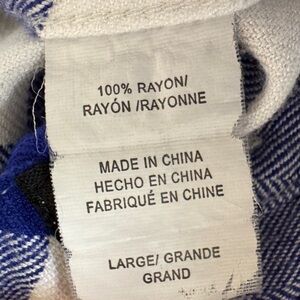 100% RAYON/
RAYÓN /RAYONNE
MADE IN CHINA
HECHO EN CHINA
FABRIQUÉ EN CHINE
LARGE/ GRANDE
GRAND